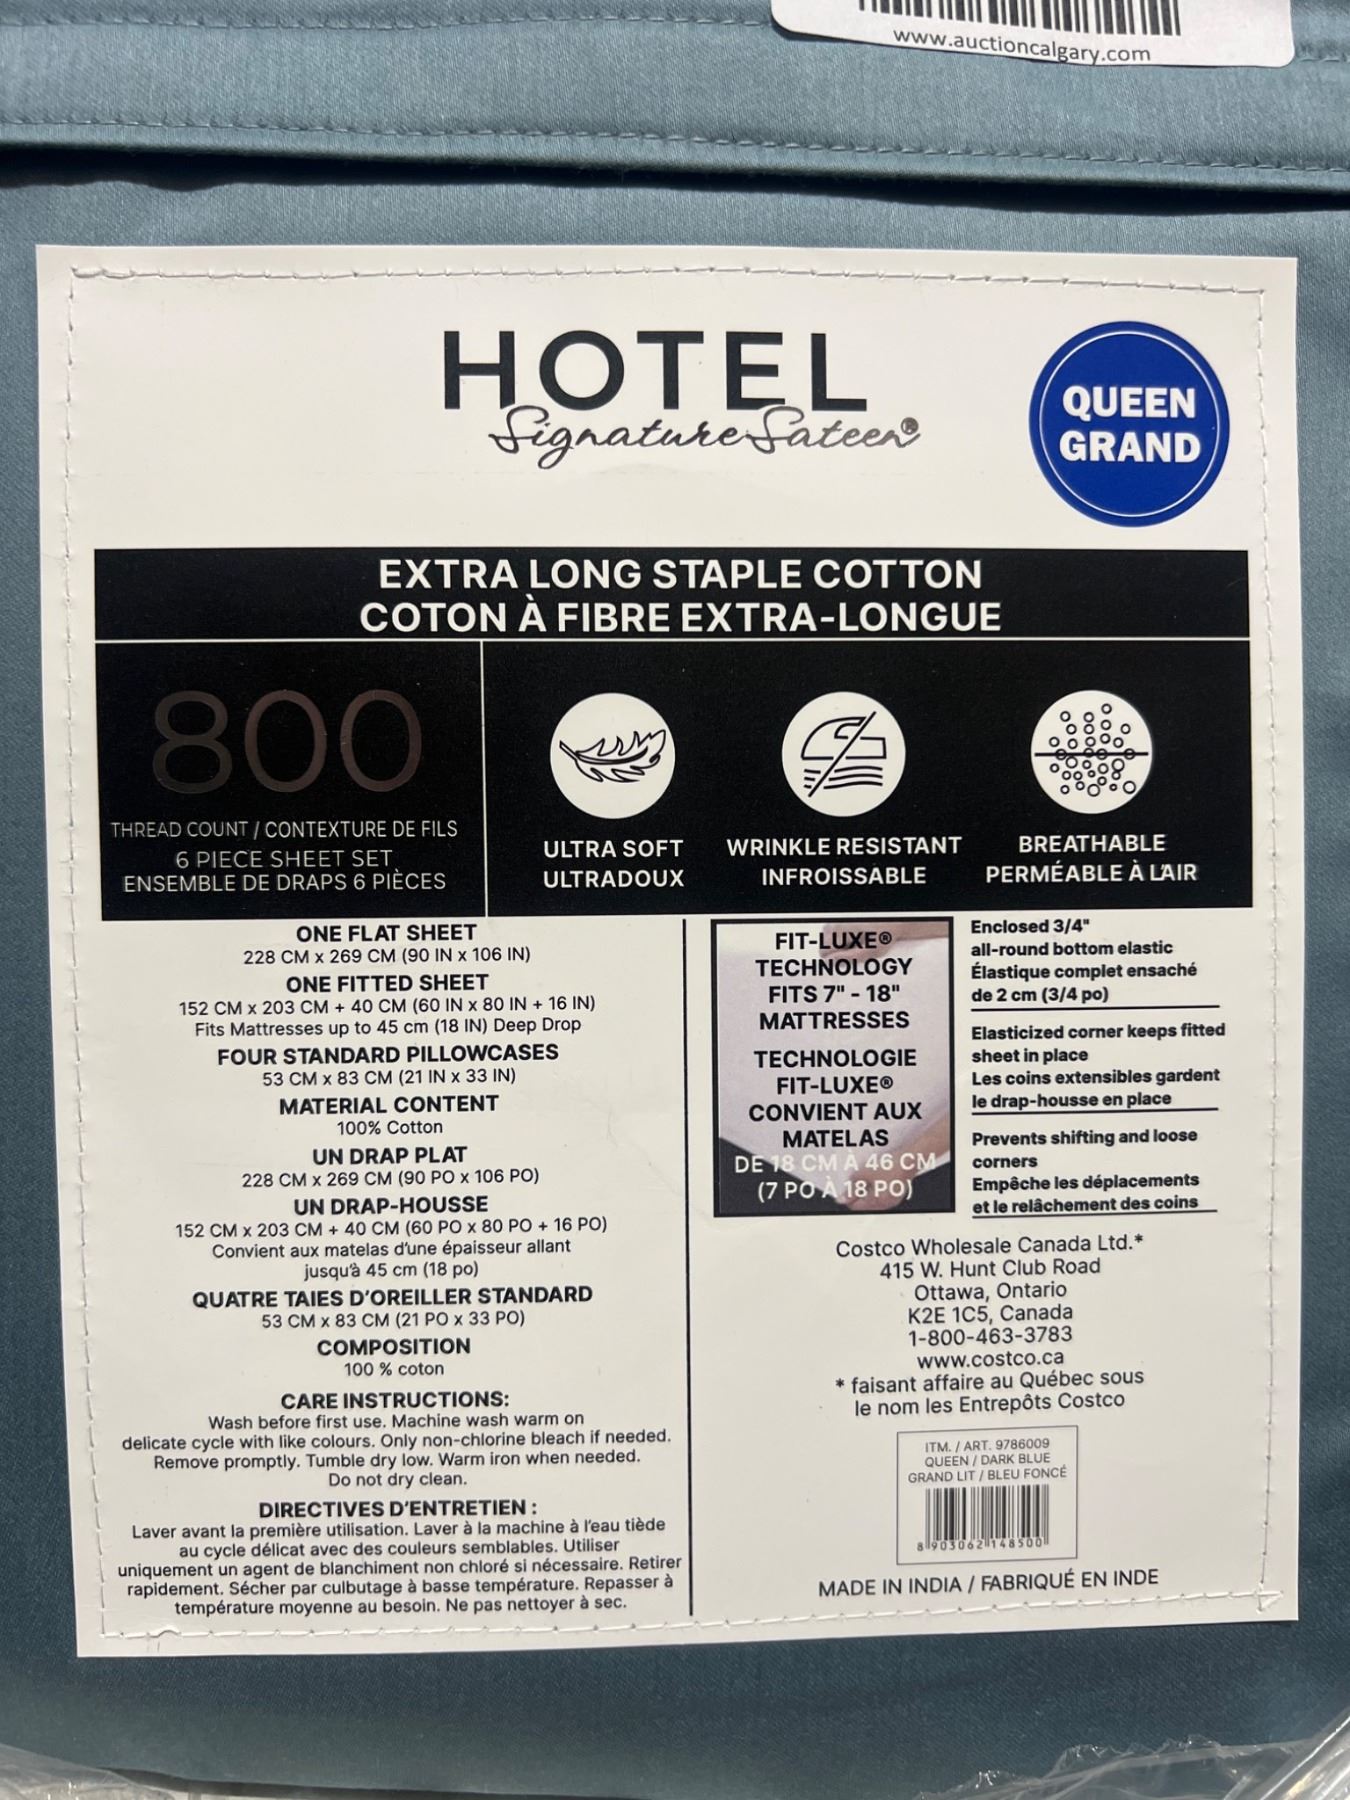 www.auctioncalgary.com
HOTEL
Signature Sateen®
QUEEN
GRAND
EXTRA LONG STAPLE COTTON
COTON À FIBRE EXTRA-LONGUE
800
THREAD COUNT / CONTEXTURE DE FILS
6 PIECE SHEET SET
ENSEMBLE DE DRAPS 6 PIÈCES
ULTRA SOFT
ULTRADOUX
WRINKLE RESISTANT
INFROISSABLE
BREATHABLE
PERMÉABLE À L'AIR
ONE FLAT SHEET
228 CM x 269 CM (90 IN x 106 IN)
ONE FITTED SHEET
152 CM x 203 CM + 40 CM (60 IN x 80 IN + 16 IN)
Fits Mattresses up to 45 cm (18 IN) Deep Drop
FOUR STANDARD PILLOWCASES
53 CM x 83 CM (21 IN x 33 IN)
MATERIAL CONTENT
100% Cotton
UN DRAP PLAT
228 CM x 269 CM (90 PO x 106 PO)
UN DRAP-HOUSSE
152 CM x 203 CM + 40 CM (60 PO x 80 PO + 16 PO)
Convient aux matelas d'une épaisseur allant
jusqu'à 45 cm (18 po)
QUATRE TAIES D'OREILLER STANDARD
53 CM x 83 CM (21 PO x 33 PO)
COMPOSITION
100 % coton
CARE INSTRUCTIONS:
Wash before first use. Machine wash warm on
delicate cycle with like colours. Only non-chlorine bleach if needed.
Remove promptly. Tumble dry low. Warm iron when needed.
Do not dry clean.
DIRECTIVES D'ENTRETIEN :
Laver avant la première utilisation. Laver à la machine à l'eau tiède
au cycle délicat avec des couleurs semblables. Utiliser
uniquement un agent de blanchiment non chloré si nécessaire. Retirer
rapidement. Sécher par culbutage à basse température. Repasser à
température moyenne au besoin. Ne pas nettoyer à sec.
FIT-LUXE®
TECHNOLOGY
FITS 7" - 18"
MATTRESSES
TECHNOLOGIE
FIT-LUXE®
CONVIENT AUX
MATELAS
DE 18 CM À 46 CM
(7 PO À 18 PO)
Enclosed 3/4"
all-round bottom elastic
Élastique complet ensaché
de 2 cm (3/4 po)
Elasticized corner keeps fitted
sheet in place
Les coins extensibles gardent
le drap-housse en place
Prevents shifting and loose
corners
Empêche les déplacements
et le relâchement des coins
Costco Wholesale Canada Ltd.*
415 W. Hunt Club Road
Ottawa, Ontario
K2E 1C5, Canada
1-800-463-3783
www.costco.ca
* faisant affaire au Québec sous
le nom les Entrepôts Costco
ITM. / ART. 9786009
QUEEN / DARK BLUE
GRAND LIT / BLEU FONCÉ
8 903062 148500
MADE IN INDIA / FABRIQUÉ EN INDE